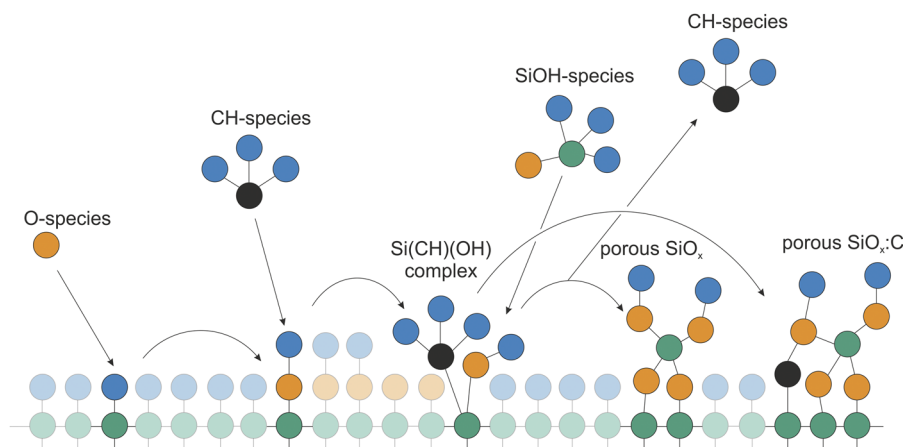 CH-species
SiOH-species
CH-species
O-species
Si(CH)(OH)
complex
porous SiOₓ
porous SiOₓ:C